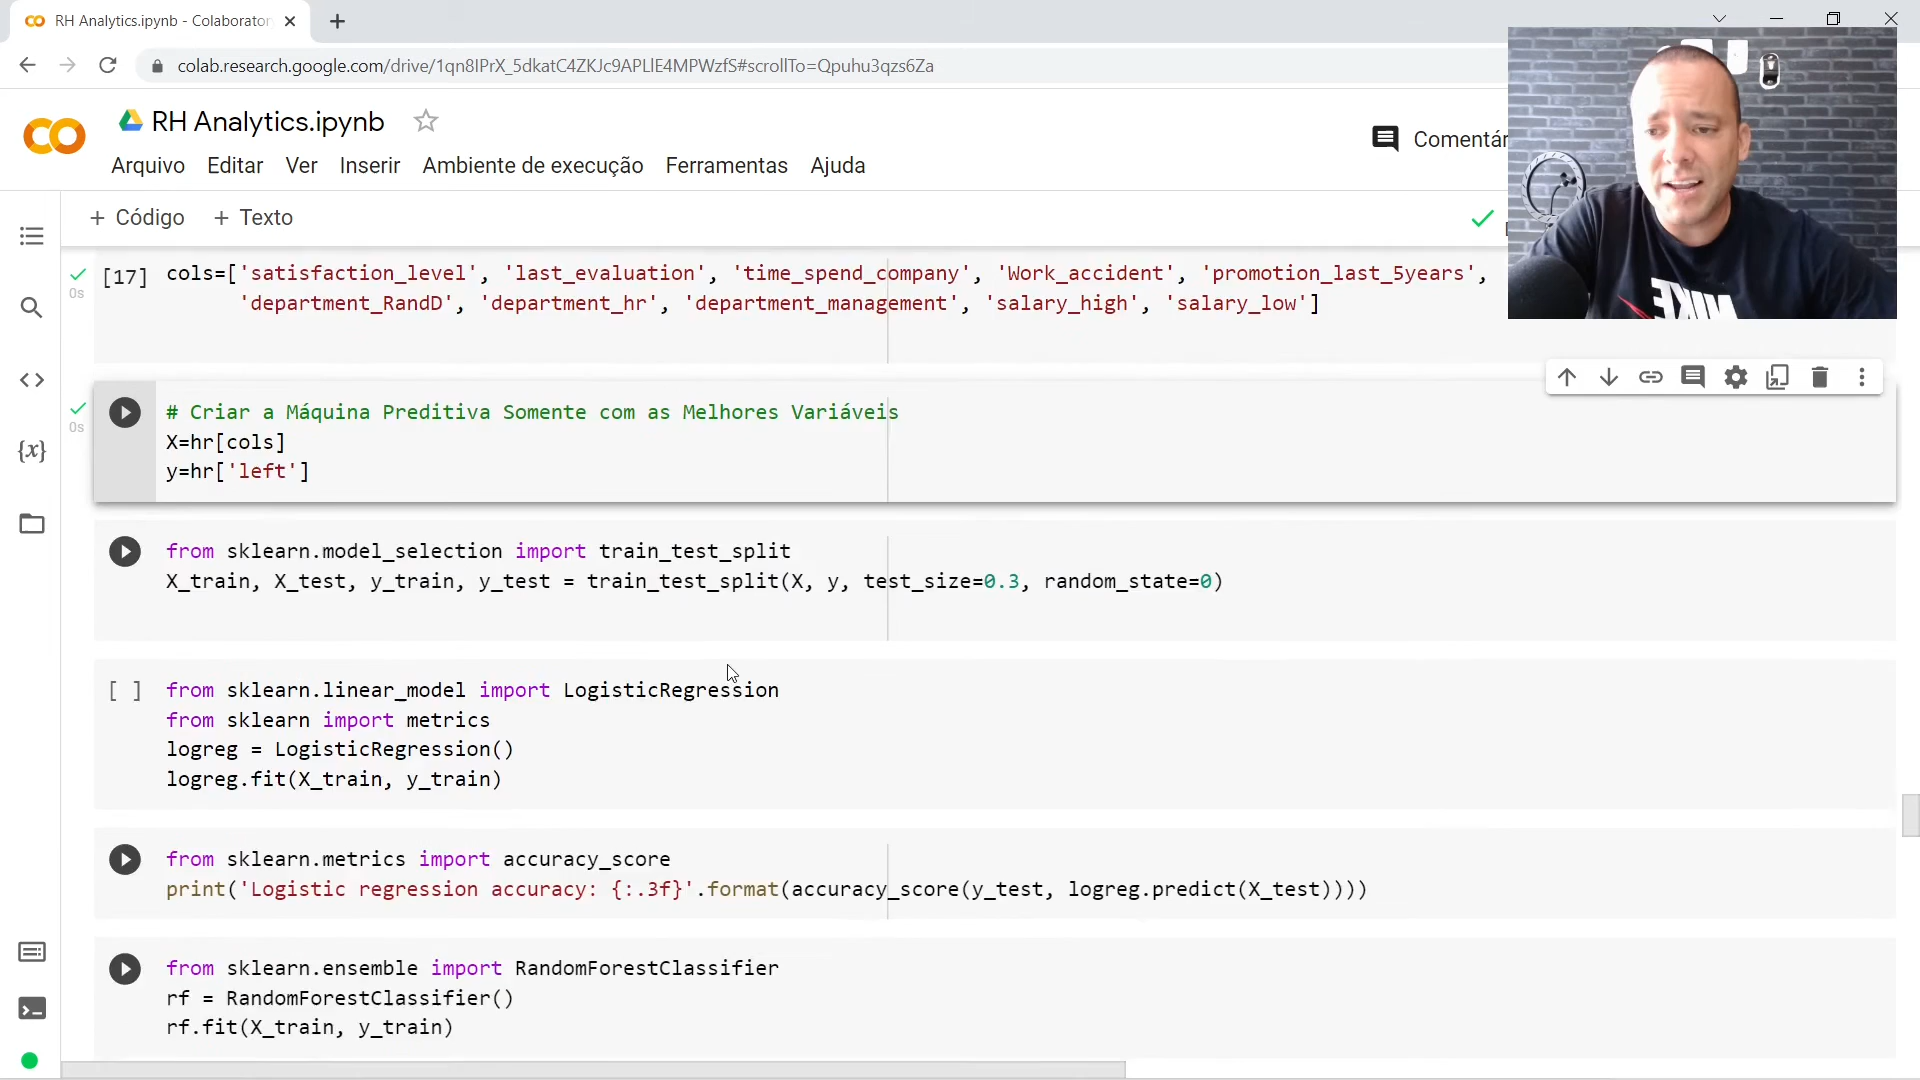 RH Analytics.ipynb - Colaborator
colab.research.google.com/drive/1qn8IPrX_5dkatC4ZKJc9APLlE4MPWzfS#scrollTo=Qpuhu3qzs6Za
RH Analytics.ipynb
Comentár
Arquivo Editar Ver Inserir Ambiente de execução Ferramentas Ajuda
+ Código + Texto
[17] cols=['satisfaction_level', 'last_evaluation', 'time_spend_company', 'Work_accident', 'promotion_last_5years',
0s
'department_RandD', 'department_hr', 'department_management', 'salary_high', 'salary_low']
# Criar a Máquina Preditiva Somente com as Melhores Variáveis
0s
X=hr[cols]
y=hr['left']
from sklearn.model_selection import train_test_split
X_train, X_test, y_train, y_test = train_test_split(X, y, test_size=0.3, random_state=0)
[ ] from sklearn.linear_model import LogisticRegression
from sklearn import metrics
logreg = LogisticRegression()
logreg.fit(X_train, y_train)
from sklearn.metrics import accuracy_score
print('Logistic regression accuracy: {:.3f}'.format(accuracy_score(y_test, logreg.predict(X_test))))
from sklearn.ensemble import RandomForestClassifier
rf = RandomForestClassifier()
rf.fit(X_train, y_train)
NIKE